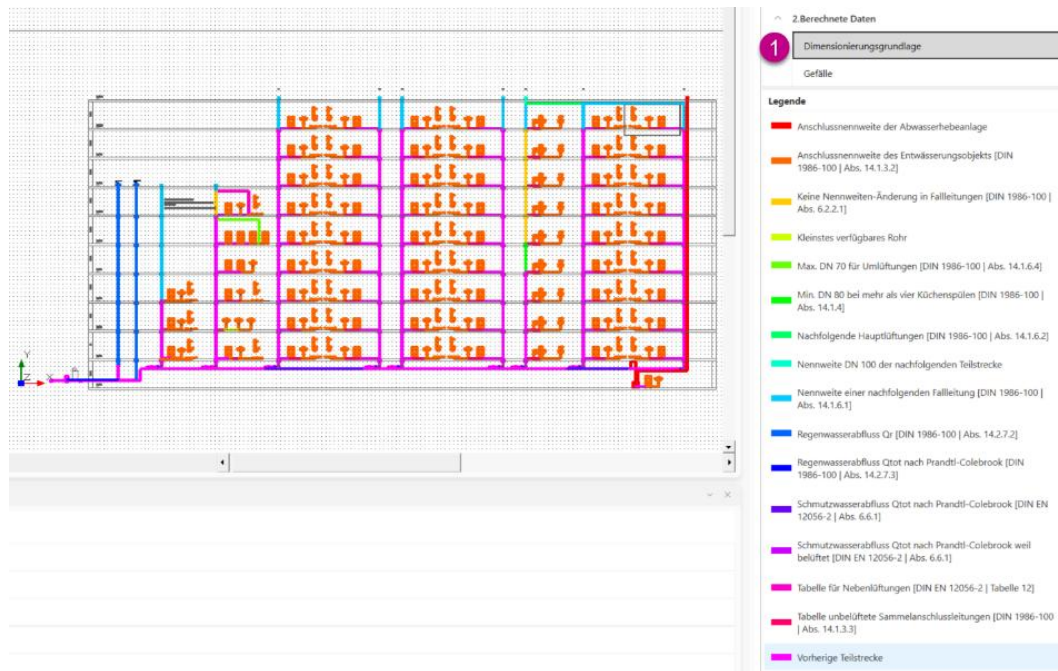 2.Berechnete Daten
1
Dimensionierungsgrundlage
Gefälle
Legende
Anschlussnennweite der Abwasserhebeanlage
Anschlussnennweite des Entwässerungsobjekts [DIN
1986-100 | Abs. 14.1.3.2]
Keine Nennweiten-Änderung in Fallleitungen [DIN 1986-100 |
Abs. 6.2.2.1]
Kleinstes verfügbares Rohr
Max. DN 70 für Umlüftungen [DIN 1986-100 | Abs. 14.1.6.4]
Min. DN 80 bei mehr als vier Küchenspülen [DIN 1986-100 |
Abs. 14.1.4]
Nachfolgende Hauptlüftungen [DIN 1986-100 | Abs. 14.1.6.2]
Nennweite DN 100 der nachfolgenden Teilstrecke
Nennweite einer nachfolgenden Fallleitung [DIN 1986-100 |
Abs. 14.1.6.1]
Regenwasserabfluss Qr [DIN 1986-100 | Abs. 14.2.7.2]
Regenwasserabfluss Qtot nach Prandtl-Colebrook [DIN
1986-100 | Abs. 14.2.7.3]
Schmutzwasserabfluss Qtot nach Prandtl-Colebrook [DIN EN
12056-2 | Abs. 6.6.1]
Schmutzwasserabfluss Qtot nach Prandtl-Colebrook weil
belüftet [DIN EN 12056-2 | Abs. 6.6.1]
Tabelle für Nebenlüftungen [DIN EN 12056-2 | Tabelle 12]
Tabelle unbelüftete Sammelanschlussleitungen [DIN 1986-100
| Abs. 14.1.3.3]
Vorherige Teilstrecke
Y
Z
X